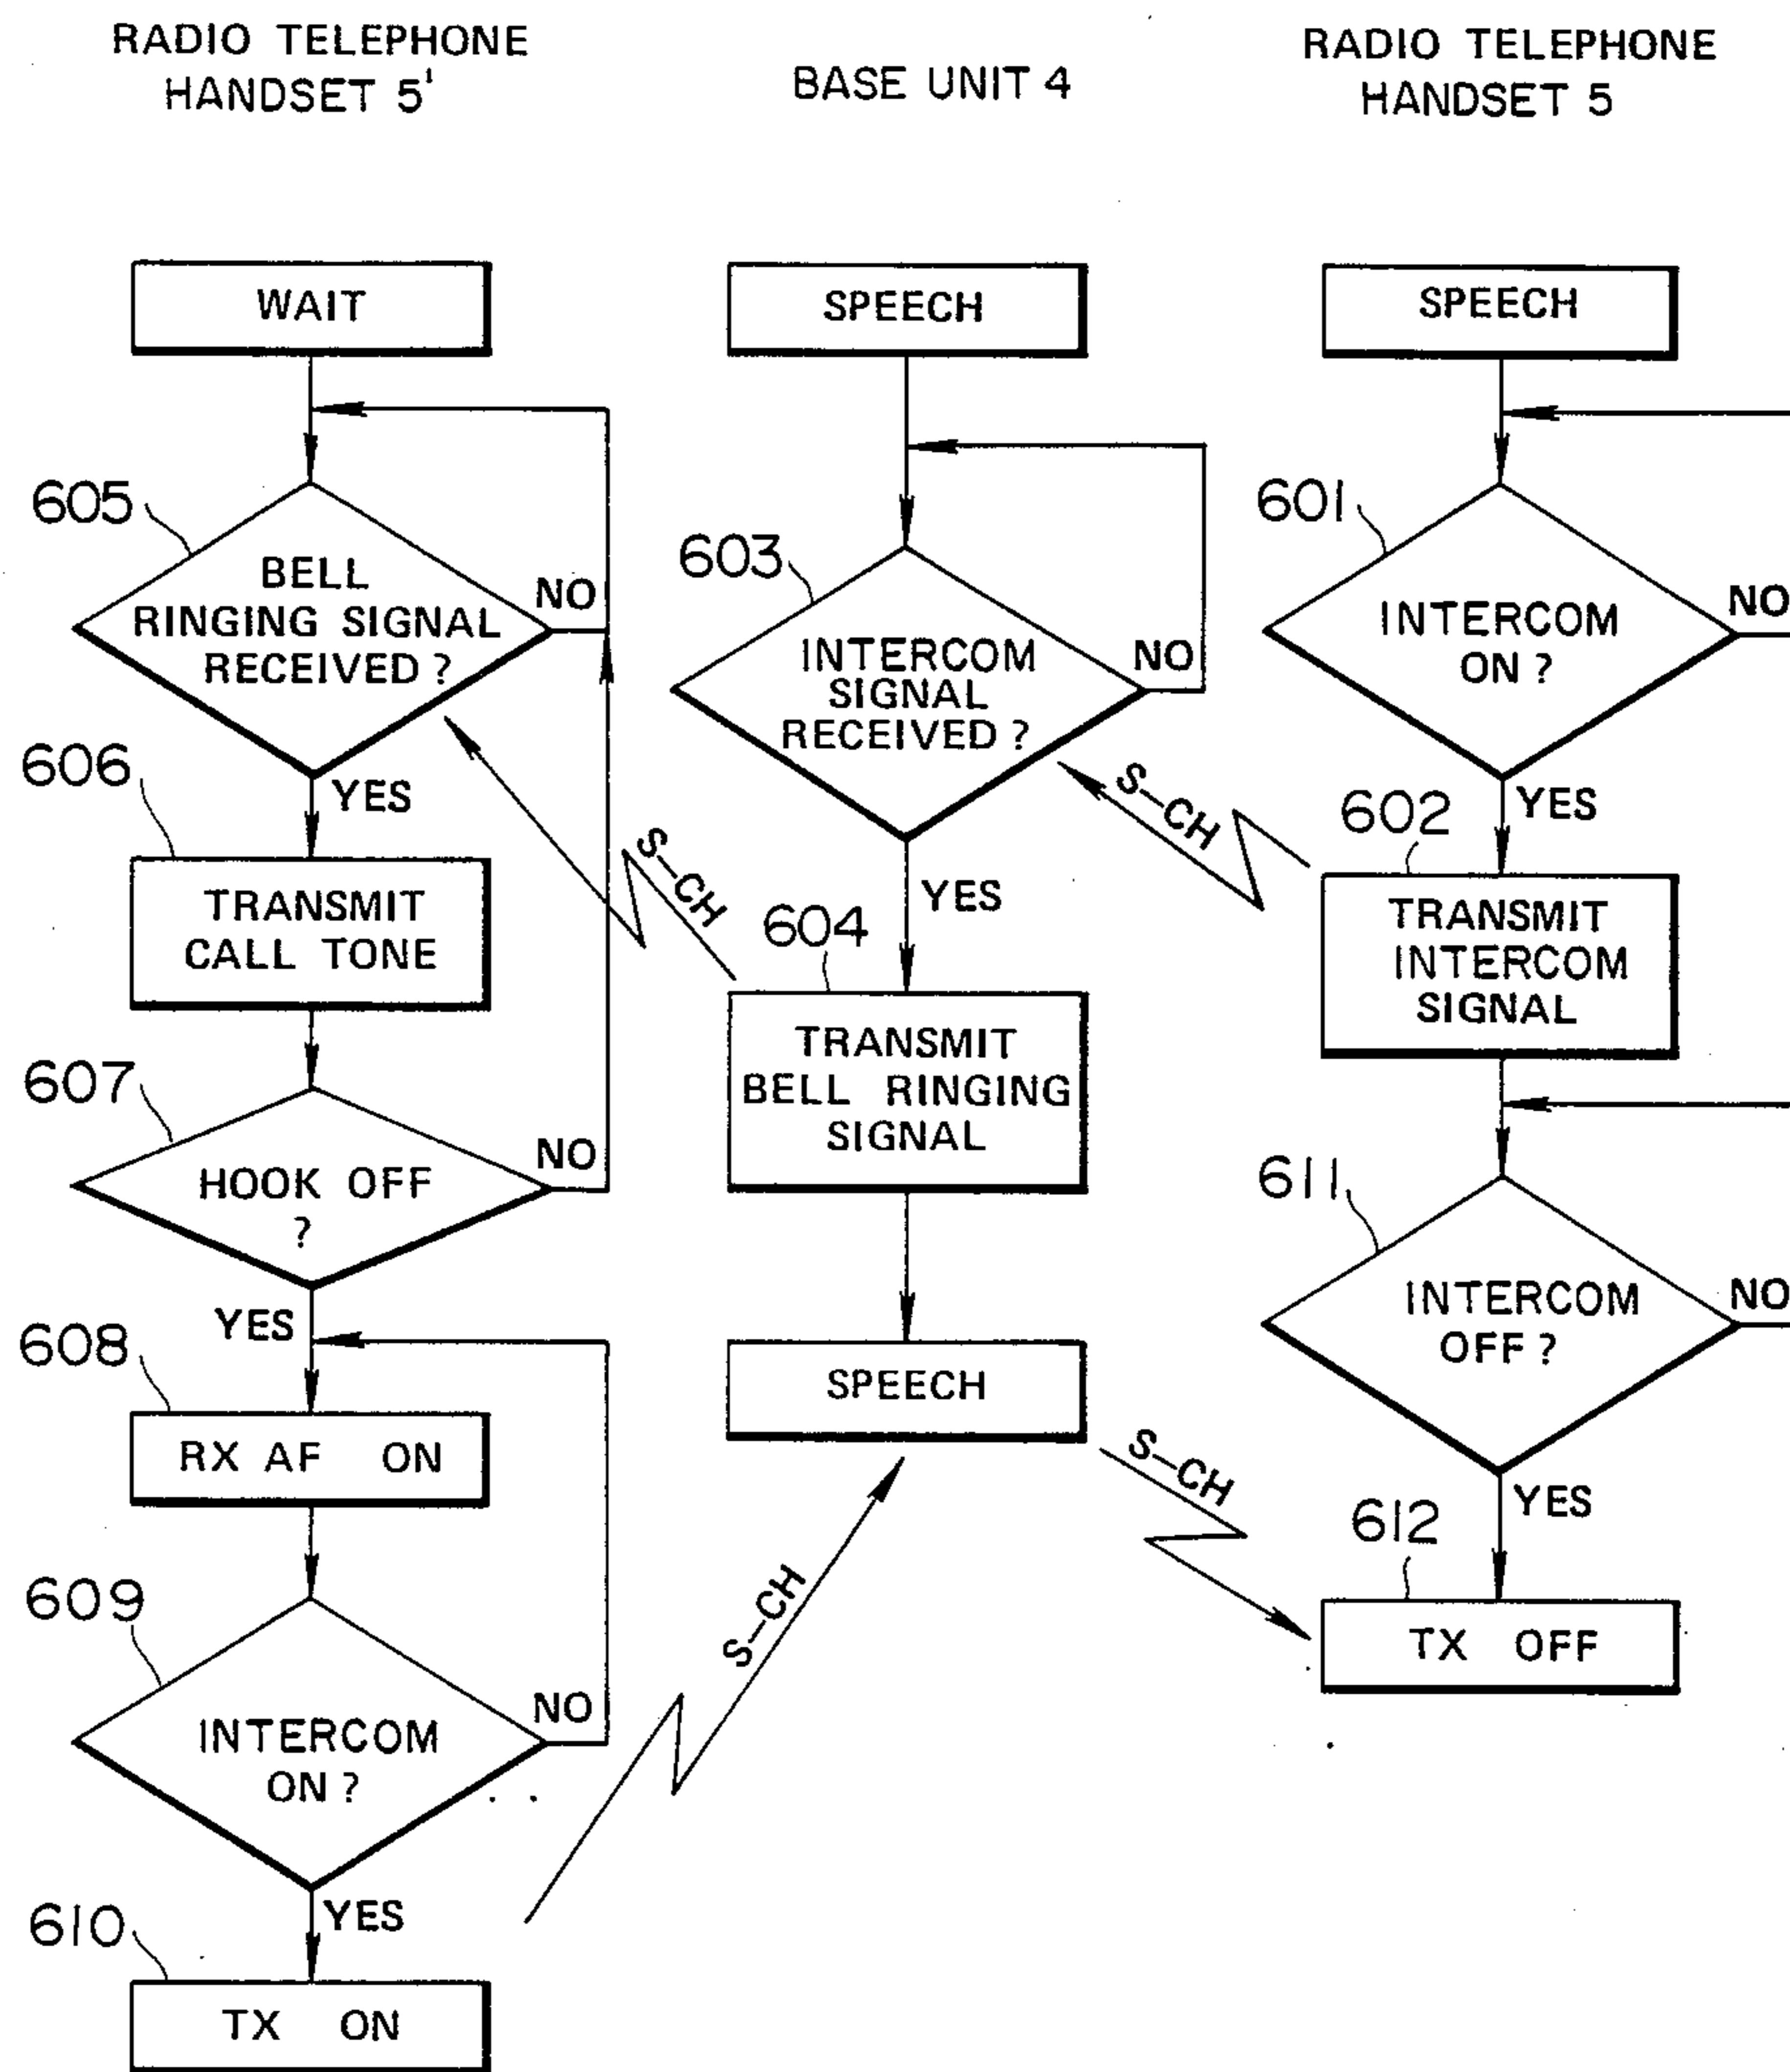 RADIO TELEPHONE
HANDSET 5'
WAIT
605
BELL
RINGING SIGNAL
RECEIVED ?
NO
YES
606
TRANSMIT
CALL TONE
607
HOOK OFF
?
NO
YES
608
RX AF ON
609
INTERCOM
ON ?
NO
YES
610
TX ON
BASE UNIT 4
SPEECH
603
INTERCOM
SIGNAL
RECEIVED ?
NO
YES
S-CH
604
TRANSMIT
BELL RINGING
SIGNAL
SPEECH
S-CH
RADIO TELEPHONE
HANDSET 5
SPEECH
601
INTERCOM
ON ?
NO
YES
S-CH
602
TRANSMIT
INTERCOM
SIGNAL
611
INTERCOM
OFF ?
NO
YES
S-CH
612
TX OFF